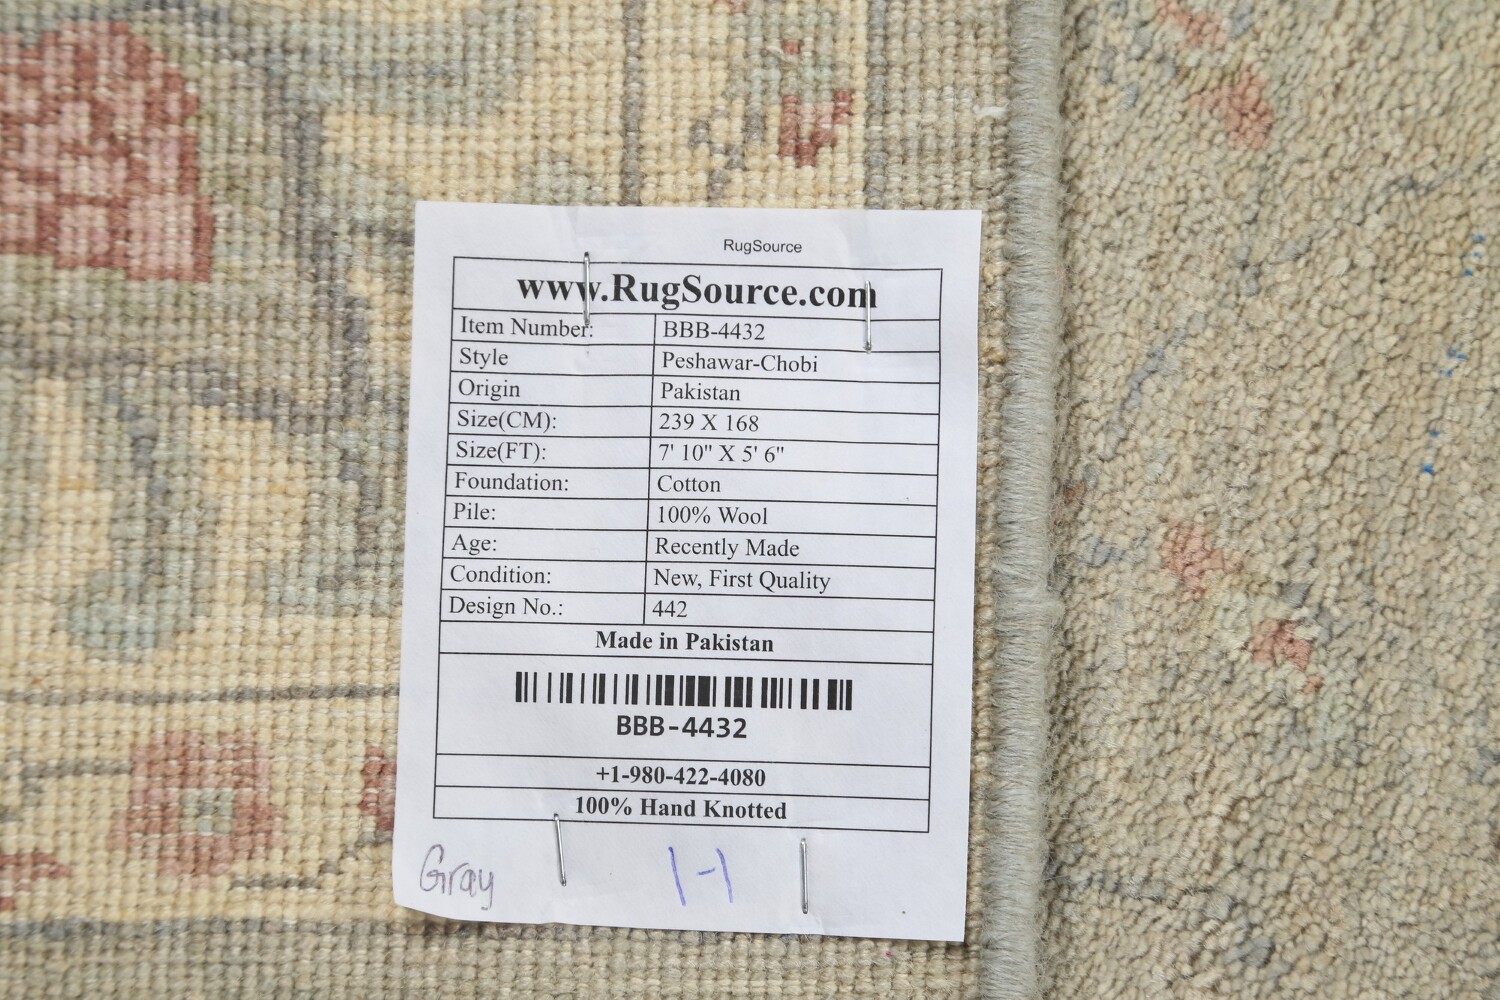 RugSource
www.RugSource.com
Item Number: BBB-4432
Style Peshawar-Chobi
Origin Pakistan
Size(CM): 239 X 168
Size(FT): 7' 10" X 5' 6"
Foundation: Cotton
Pile: 100% Wool
Age: Recently Made
Condition: New, First Quality
Design No.: 442
Made in Pakistan
BBB-4432
+1-980-422-4080
100% Hand Knotted
Gray 1-1